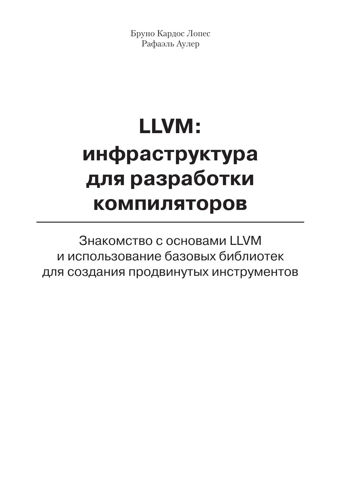 Бруно Кардос Лопес
Рафаэль Аулер
LLVM:
инфраструктура
для разработки
компиляторов
Знакомство с основами LLVM
и использование базовых библиотек
для создания продвинутых инструментов